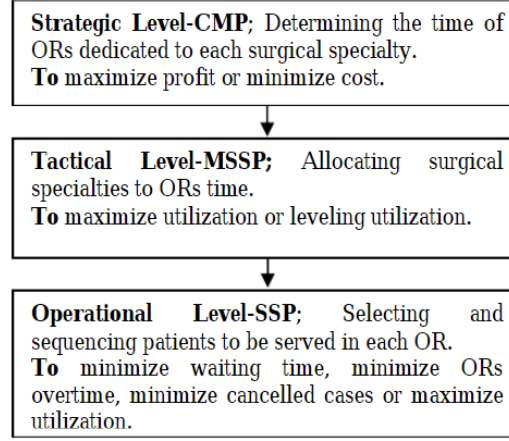 Strategic Level-CMP; Determining the time of
ORs dedicated to each surgical specialty.
To maximize profit or minimize cost.
Tactical Level-MSSP; Allocating surgical
specialties to ORs time.
To maximize utilization or leveling utilization.
Operational Level-SSP; Selecting and
sequencing patients to be served in each OR.
To minimize waiting time, minimize ORs
overtime, minimize cancelled cases or maximize
utilization.